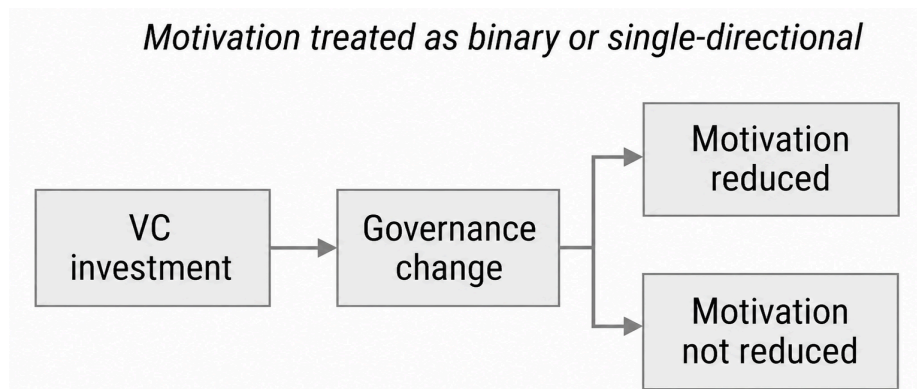 Motivation treated as binary or single-directional
VC
investment
Governance
change
Motivation
reduced
Motivation
not reduced